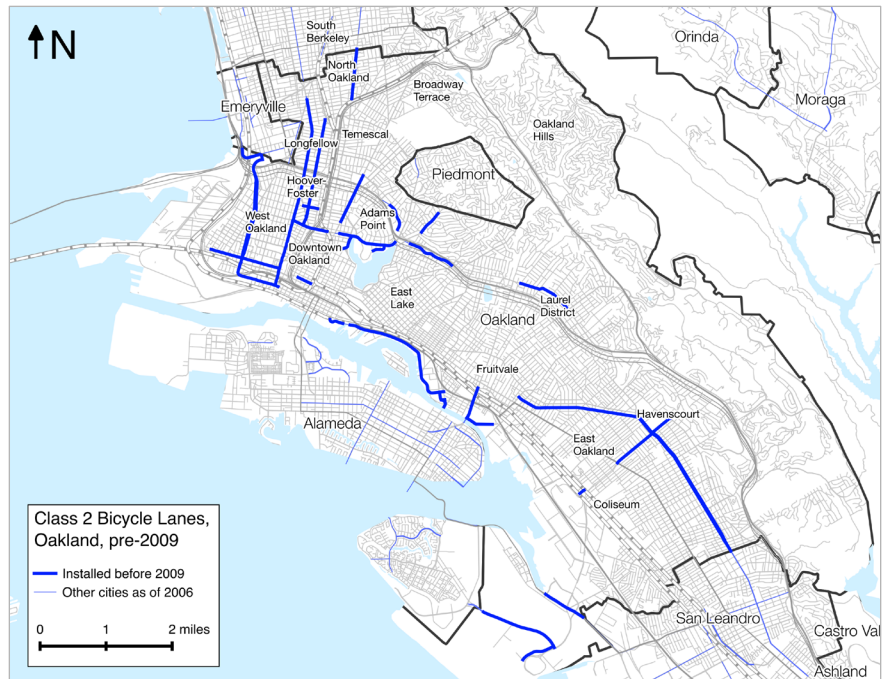 N
South
Berkeley
Orinda
North
Oakland
Broadway
Terrace
Moraga
Emeryville
Oakland
Hills
Temescal
Longfellow
Piedmont
Hoover-
Foster
West
Oakland
Adams
Point
Downtown
Oakland
East
Lake
Laurel
District
Oakland
Fruitvale
Alameda
Havenscourt
East
Oakland
Coliseum
Class 2 Bicycle Lanes,
Oakland, pre-2009
Installed before 2009
Other cities as of 2006
0 1 2 miles
San Leandro
Castro Val
Ashland